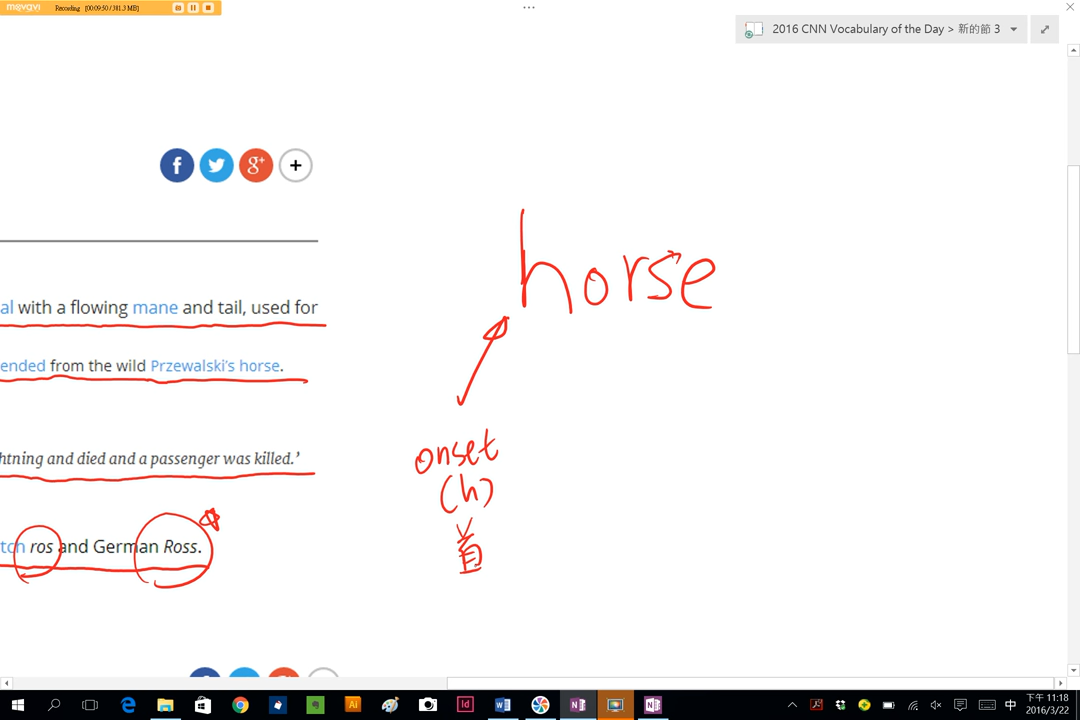 movavi Recording [00:09:50 / 381.3 MB]
2016 CNN Vocabulary of the Day > 新的節 3
f g+ +
horse
al with a flowing mane and tail, used for
ended from the wild Przewalski's horse.
onset
htning and died and a passenger was killed.'
(h)
首
tch ros and German Ross.
下午 11:18
中
2016/3/22